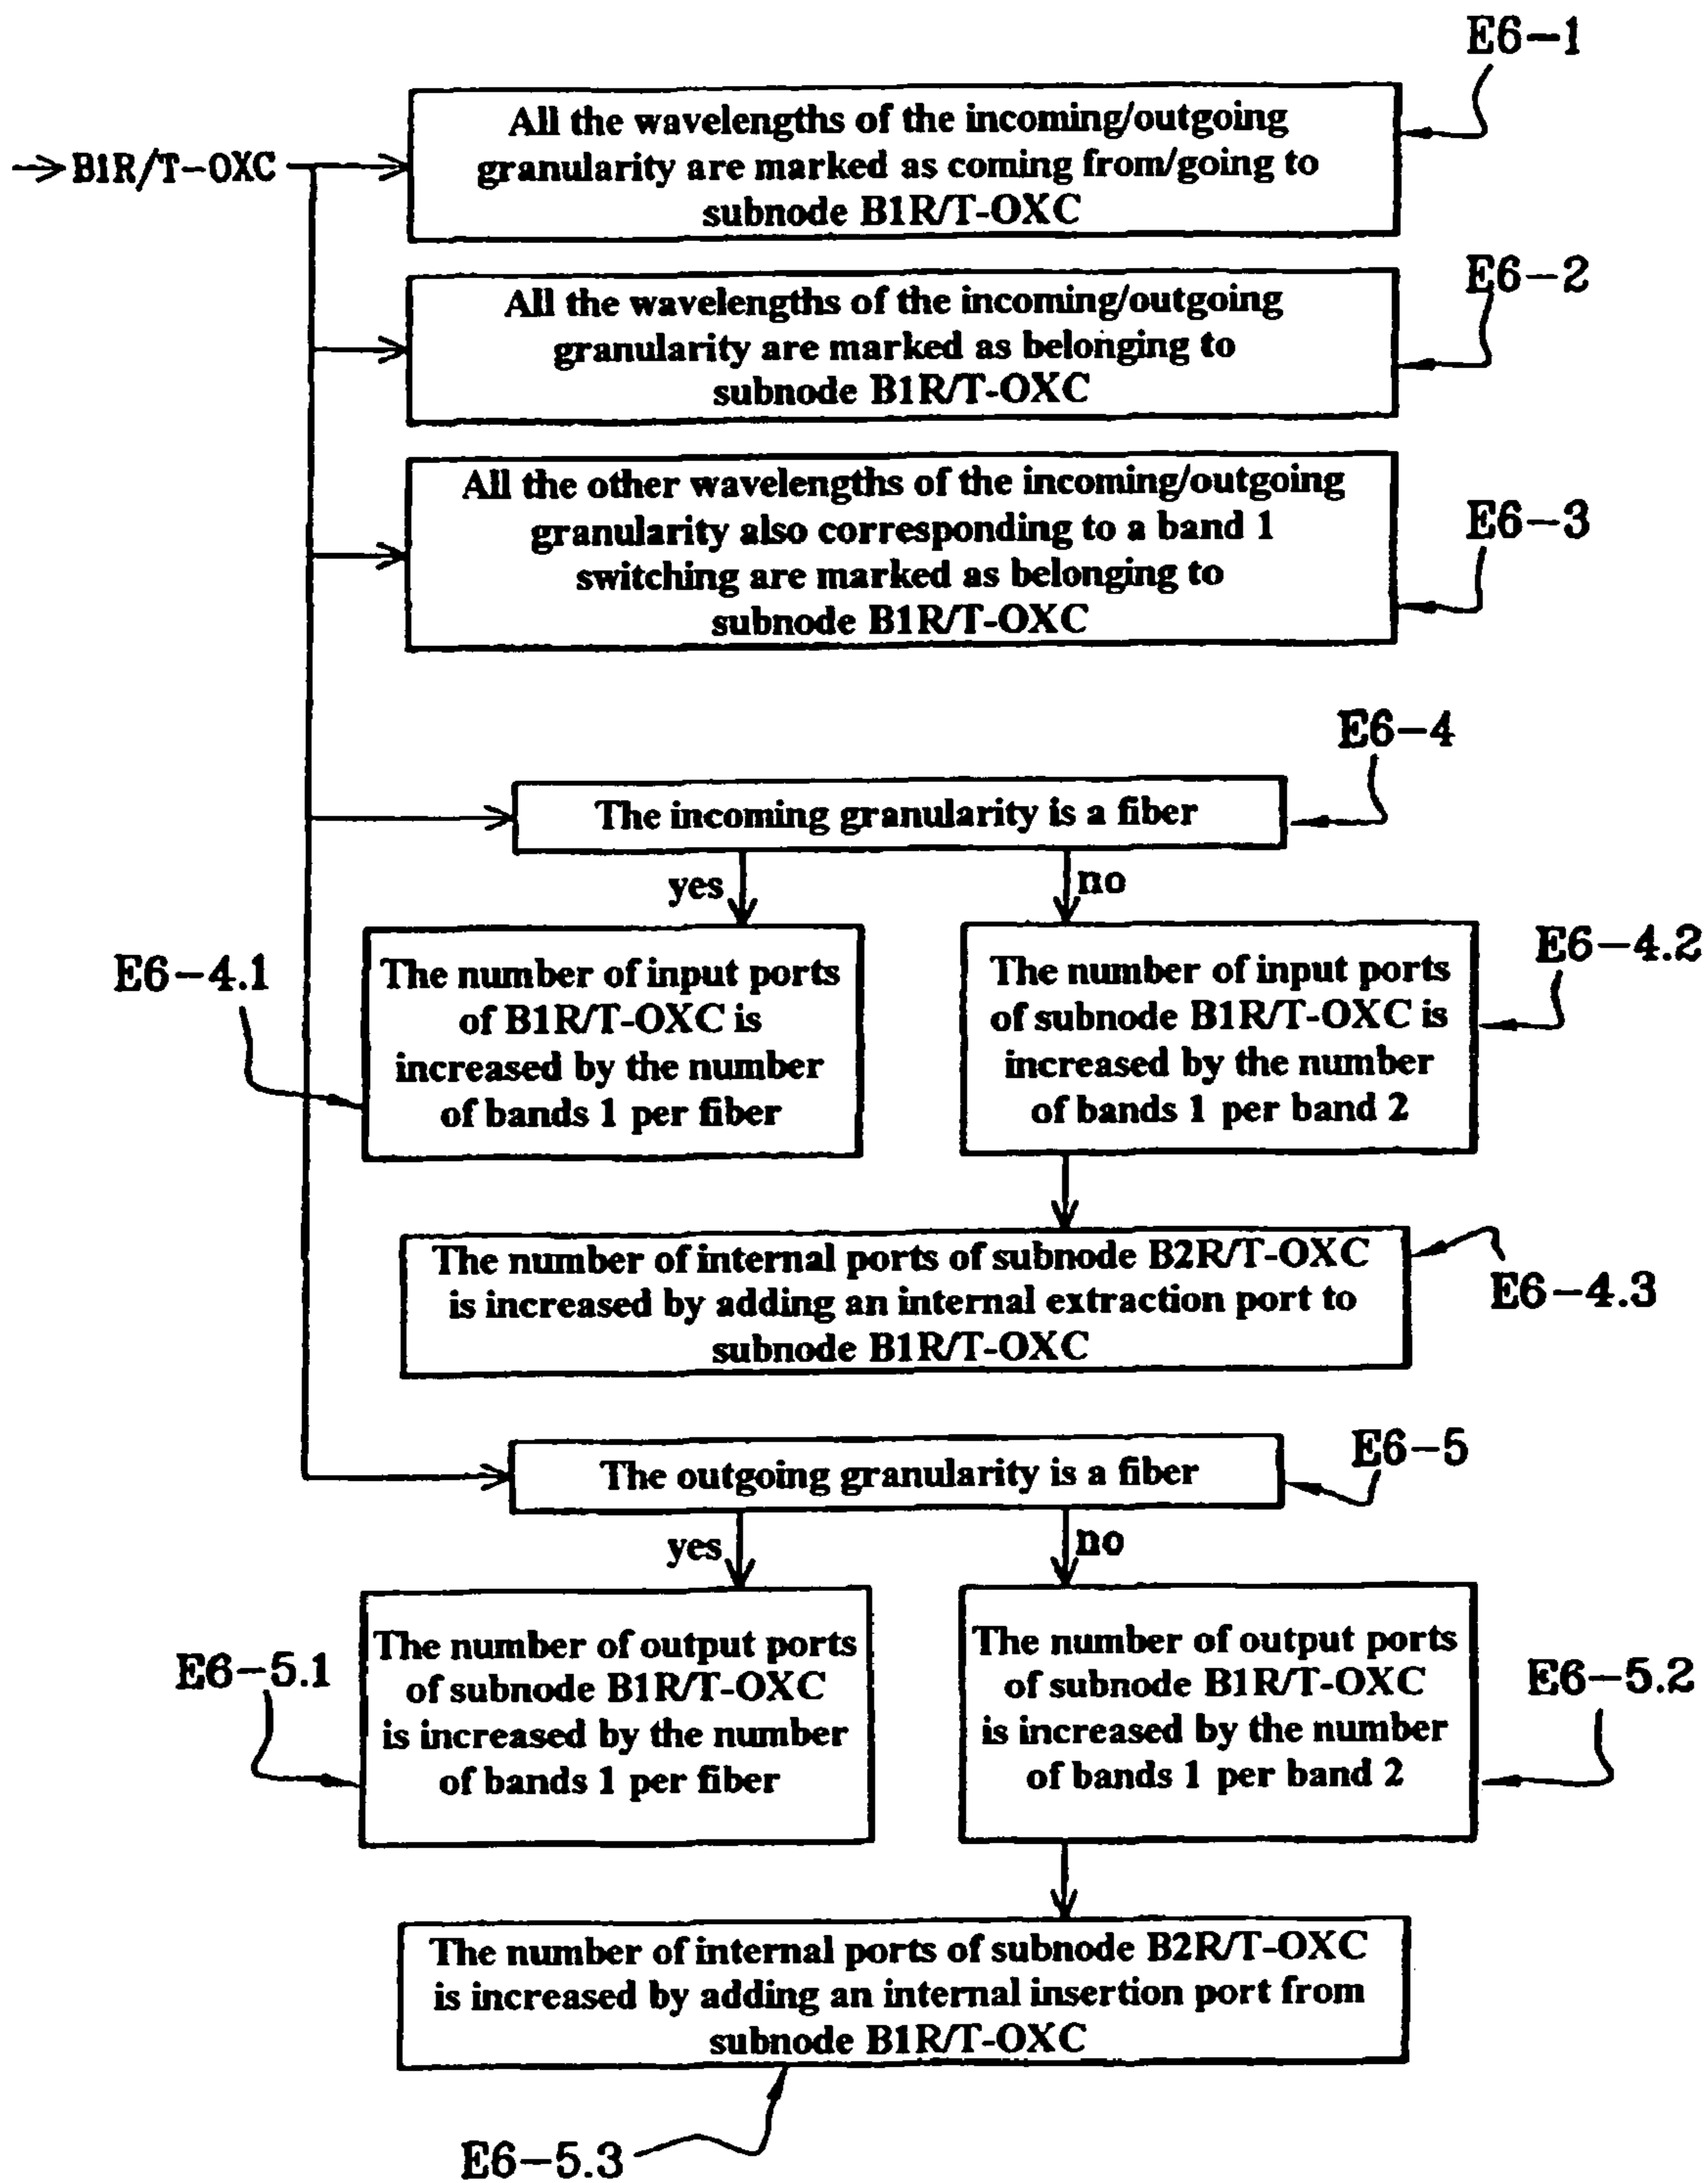 E6-1
All the wavelengths of the incoming/outgoing
granularity are marked as coming from/going to
subnode B1R/T-OXC
B1R/T-OXC
E6-2
All the wavelengths of the incoming/outgoing
granularity are marked as belonging to
subnode B1R/T-OXC
All the other wavelengths of the incoming/outgoing
granularity also corresponding to a band 1
switching are marked as belonging to
subnode B1R/T-OXC
E6-3
E6-4
The incoming granularity is a fiber
yes
no
E6-4.1
The number of input ports
of B1R/T-OXC is
increased by the number
of bands 1 per fiber
The number of input ports
of subnode B1R/T-OXC is
increased by the number
of bands 1 per band 2
E6-4.2
The number of internal ports of subnode B2R/T-OXC
is increased by adding an internal extraction port to
subnode B1R/T-OXC
E6-4.3
The outgoing granularity is a fiber
E6-5
yes
no
E6-5.1
The number of output ports
of subnode B1R/T-OXC
is increased by the number
of bands 1 per fiber
The number of output ports
of subnode B1R/T-OXC
is increased by the number
of bands 1 per band 2
E6-5.2
The number of internal ports of subnode B2R/T-OXC
is increased by adding an internal insertion port from
subnode B1R/T-OXC
E6-5.3